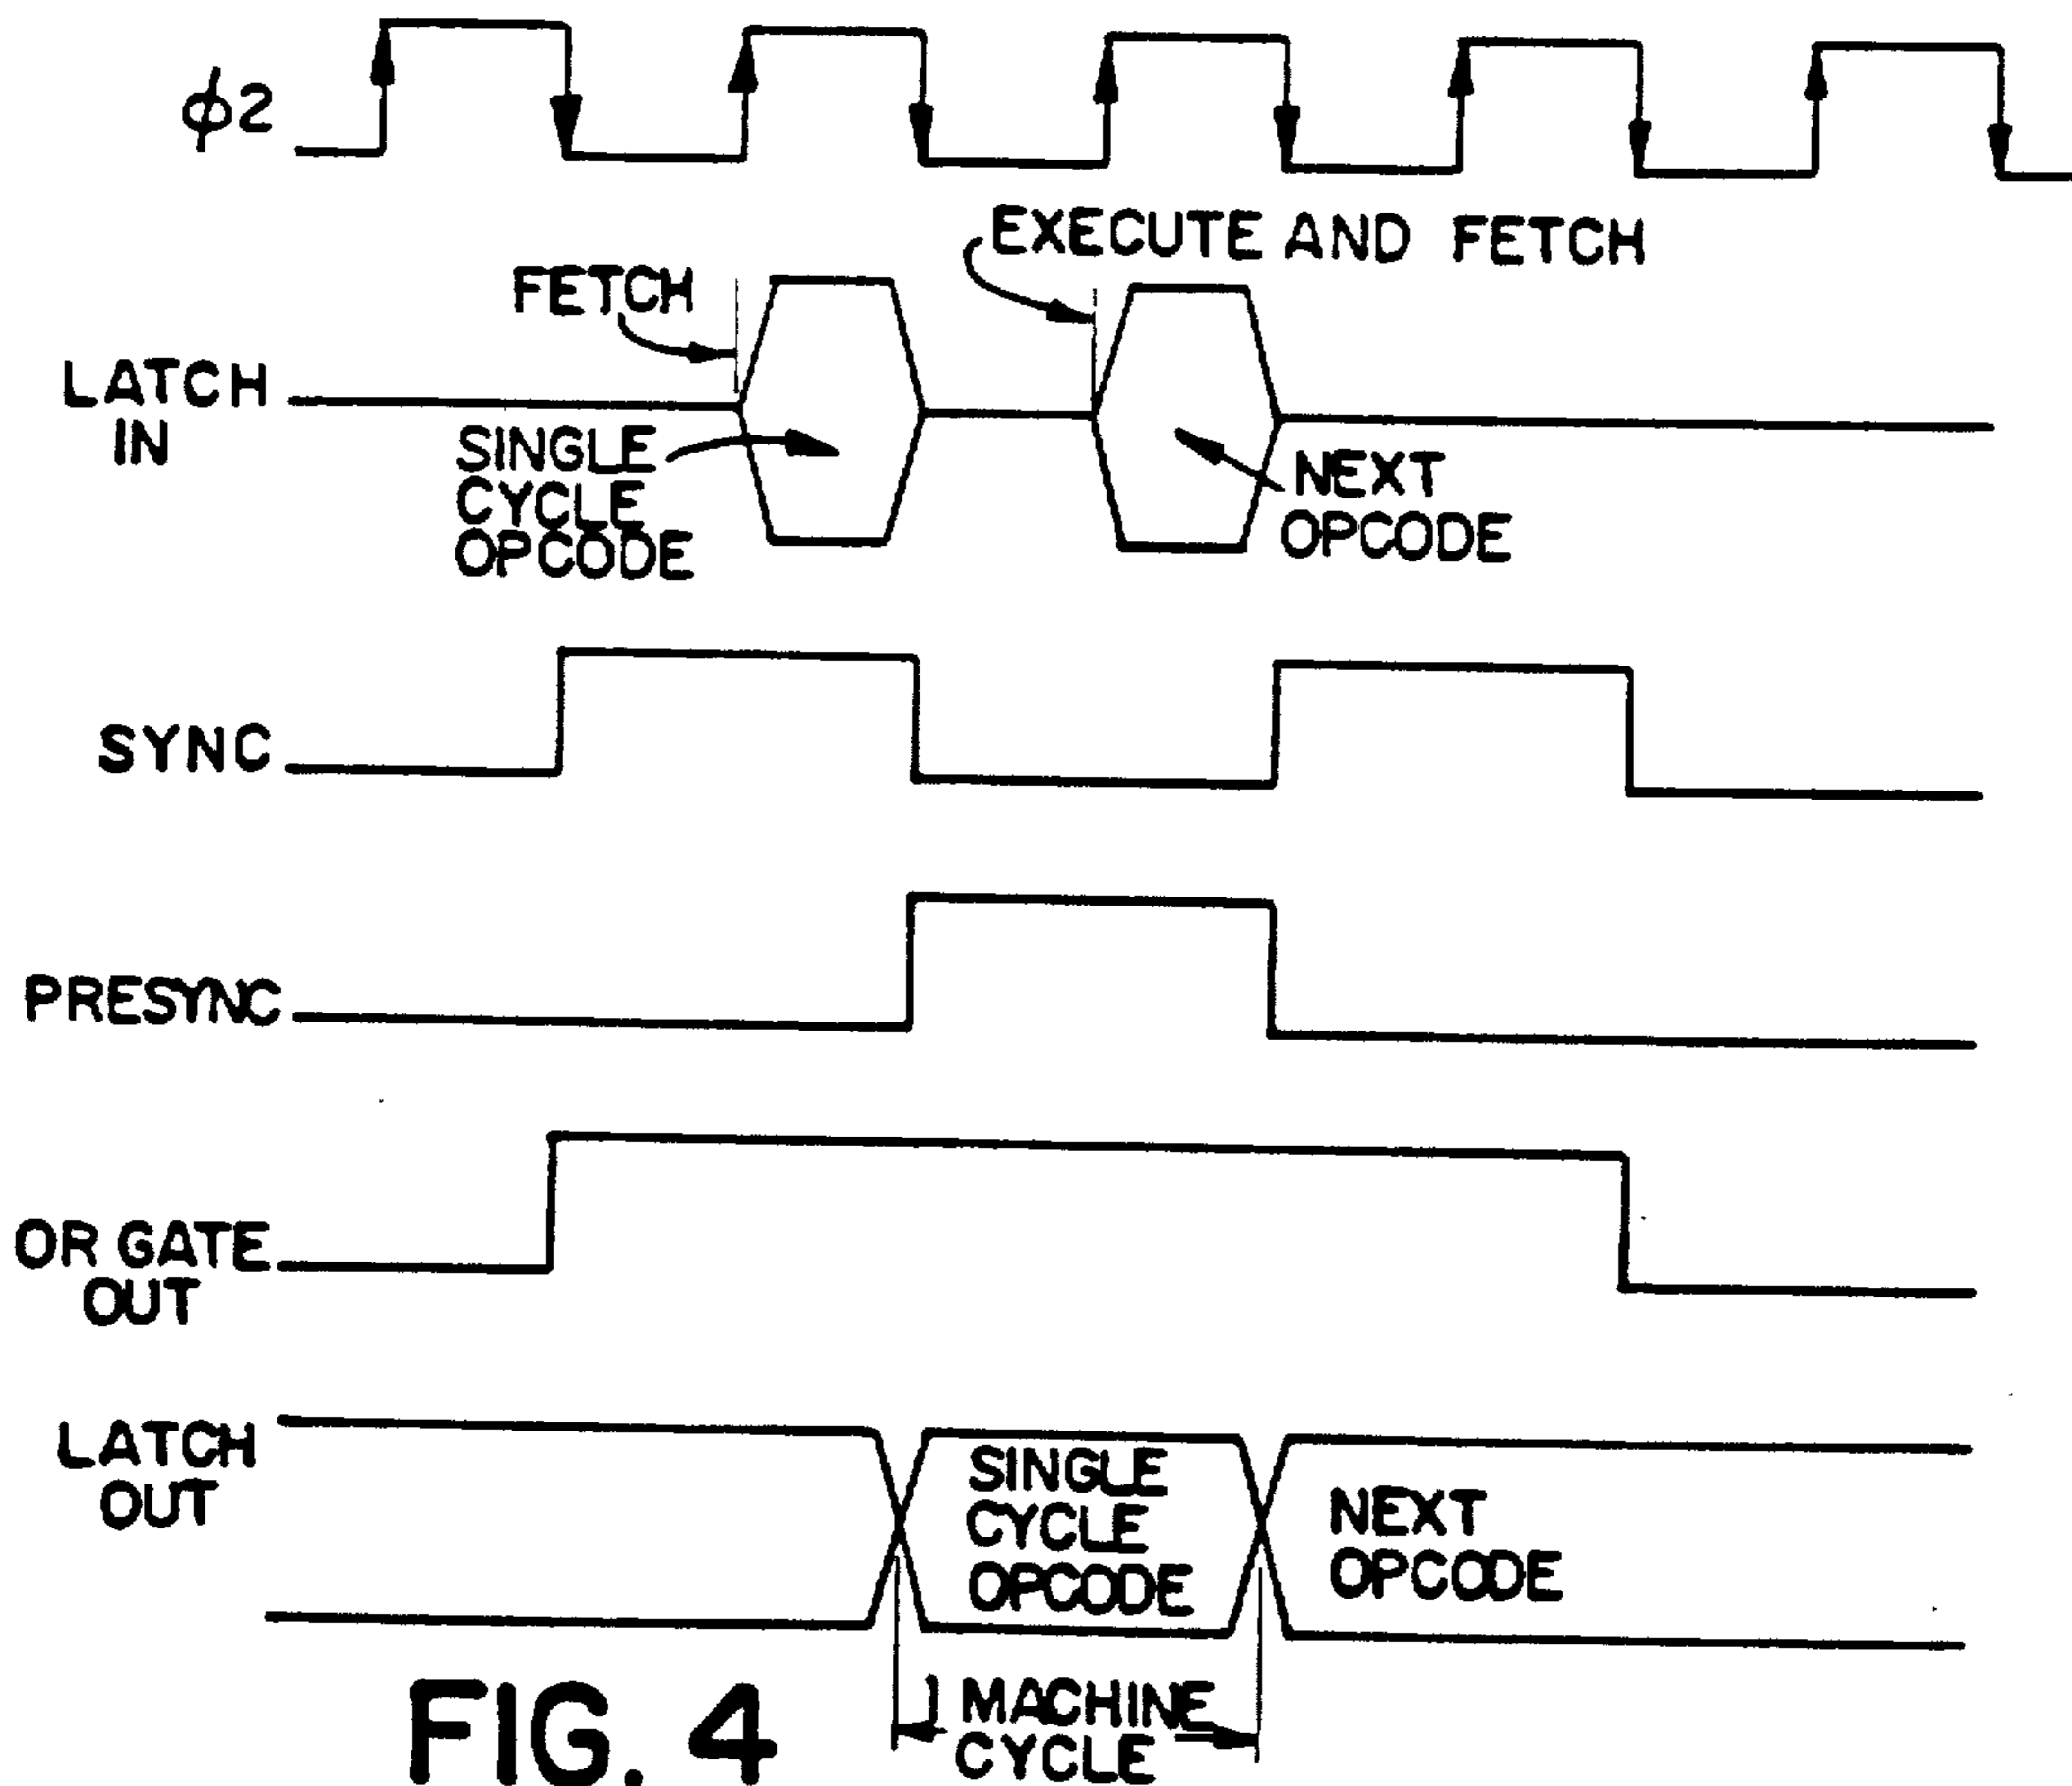 ϕ2
EXECUTE AND FETCH
FETCH
LATCH
IN
SINGLE
CYCLE
OPCODE
NEXT
OPCODE
SYNC
PRESYNC
OR GATE
OUT
LATCH
OUT
SINGLE
CYCLE
OPCODE
NEXT
OPCODE
1 MACHINE
CYCLE
FIG. 4